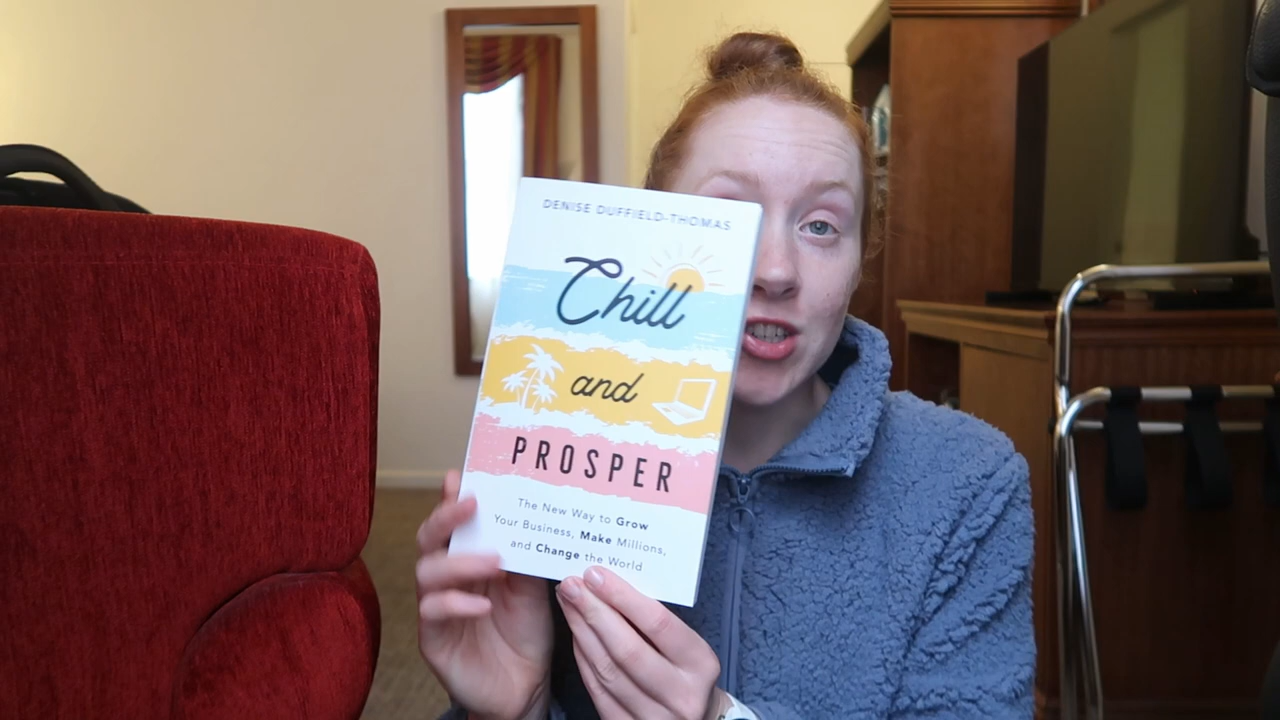 DENISE DUFFIELD-THOMAS
Chill
and
PROSPER
The New Way to Grow
Your Business, Make Millions,
and Change the World